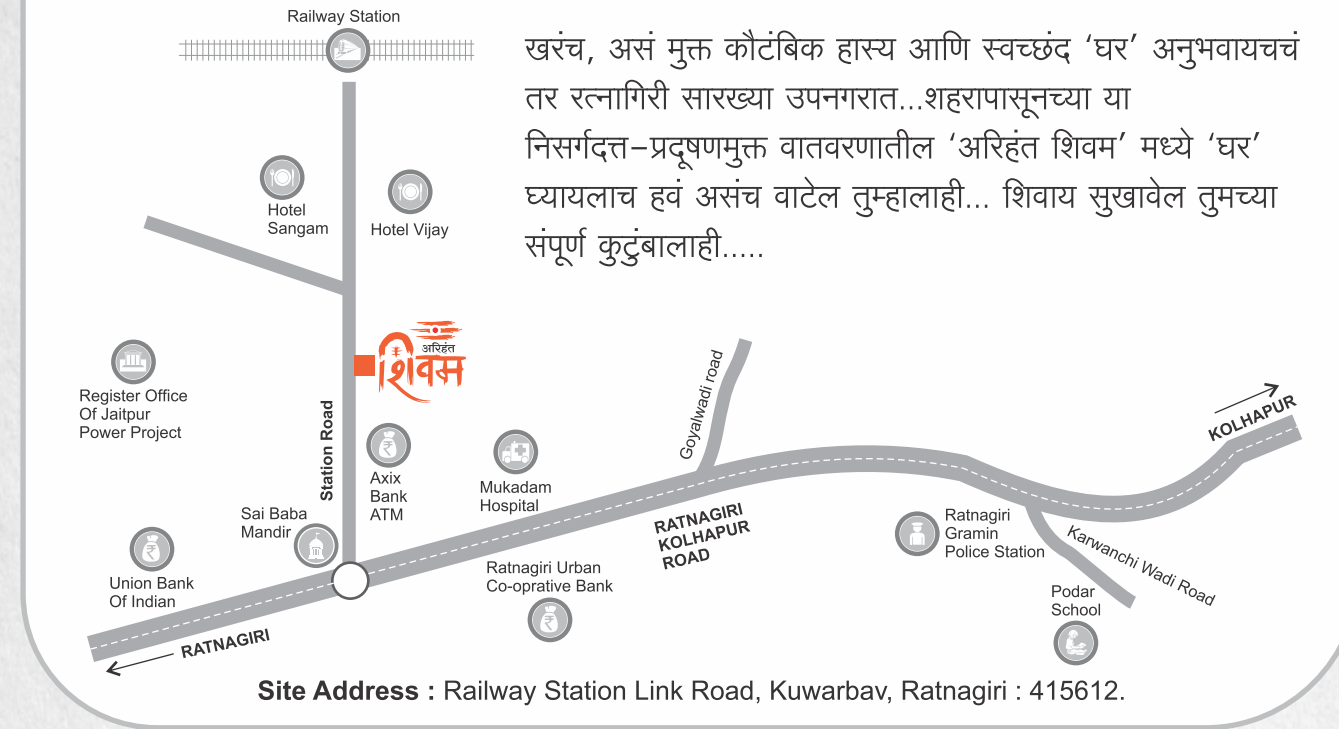 Railway Station
खरंच, असं मुक्त कौटंबिक हास्य आणि स्वच्छंद ‘घर’ अनुभवायचचं
तर रत्नागिरी सारख्या उपनगरात...शहरापासूनच्या या
निसर्गदत्त-प्रदूषणमुक्त वातवरणातील ‘अरिहंत शिवम’ मध्ये ‘घर’
घ्यायलाच हवं असंच वाटेल तुम्हालाही... शिवाय सुखावेल तुमच्या
संपूर्ण कुटुंबालाही.....
Hotel
Sangam
Hotel Vijay
अरिहंत
शिवम
Register Office
Of Jaitpur
Power Project
Station Road
Goyalwadi road
KOLHAPUR
Axix
Bank
ATM
Mukadam
Hospital
Sai Baba
Mandir
RATNAGIRI
KOLHAPUR
ROAD
Ratnagiri
Gramin
Police Station
Karwanchi Wadi Road
Union Bank
Of Indian
Ratnagiri Urban
Co-oprative Bank
Podar
School
RATNAGIRI
Site Address : Railway Station Link Road, Kuwarbav, Ratnagiri : 415612.